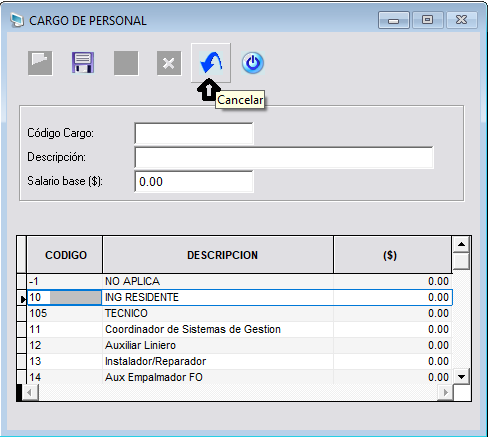 CARGO DE PERSONAL
Cancelar
Código Cargo:
Descripción:
Salario base ($): 0.00
CODIGO DESCRIPCION ($)
-1 NO APLICA 0.00
10 ING RESIDENTE 0.00
105 TECNICO 0.00
11 Coordinador de Sistemas de Gestion 0.00
12 Auxiliar Liniero 0.00
13 Instalador/Reparador 0.00
14 Aux Empalmador FO 0.00